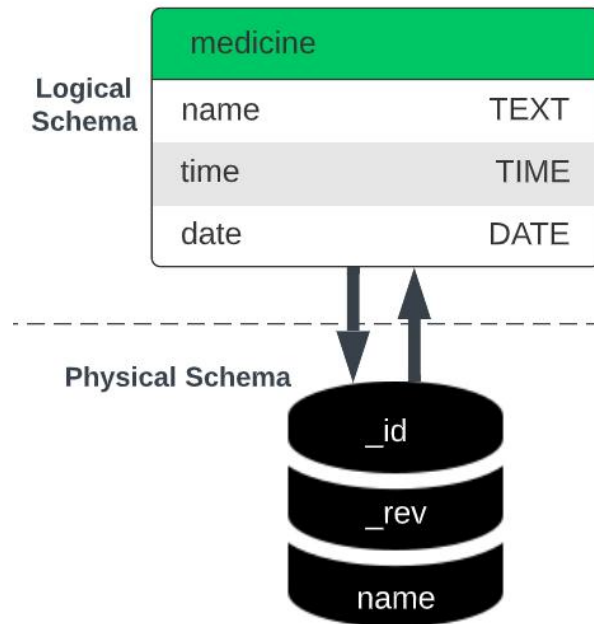 medicine
Logical
Schema
name TEXT
time TIME
date DATE
Physical Schema
_id
_rev
name